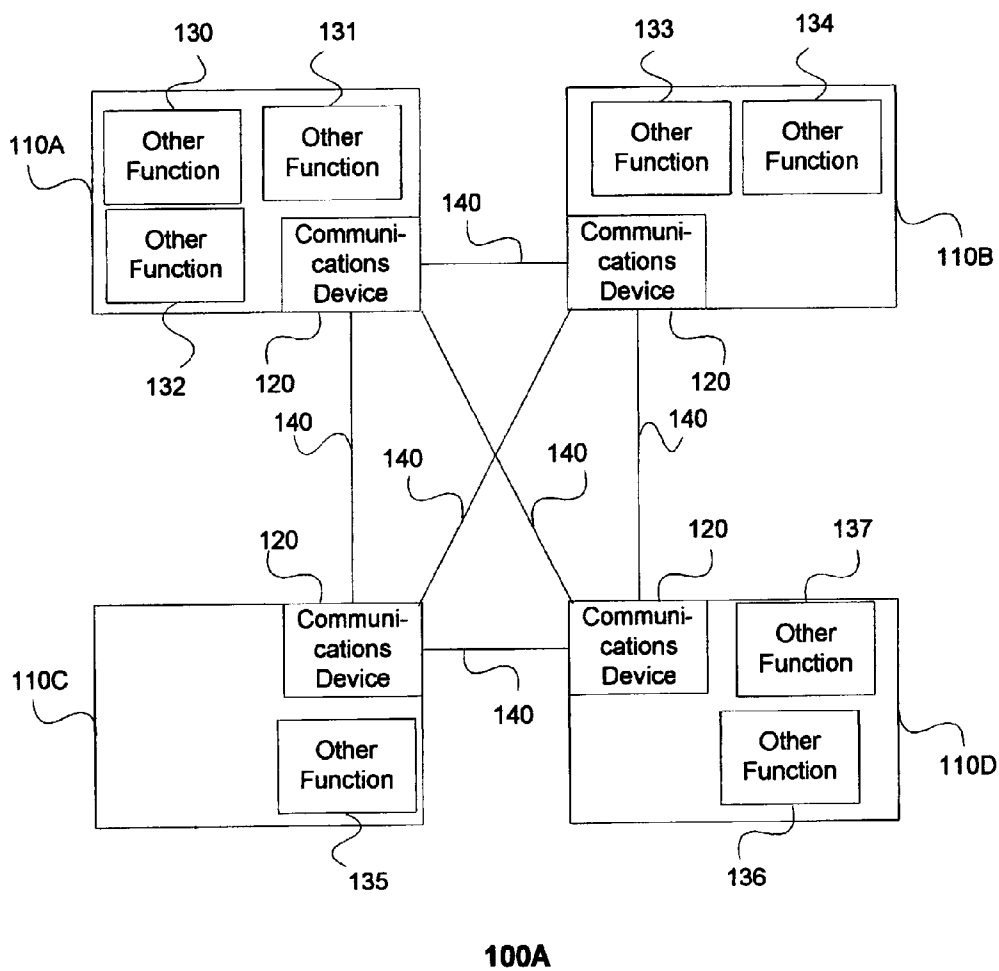 130
131
133
134
110A
Other
Function
Other
Function
Other
Function
Other
Function
140
Other
Function
Communi-
cations
Device
Communi-
cations
Device
110B
132
120
120
140
140
140
140
120
120
137
110C
Communi-
cations
Device
Communi-
cations
Device
Other
Function
140
Other
Function
Other
Function
110D
135
136
100A